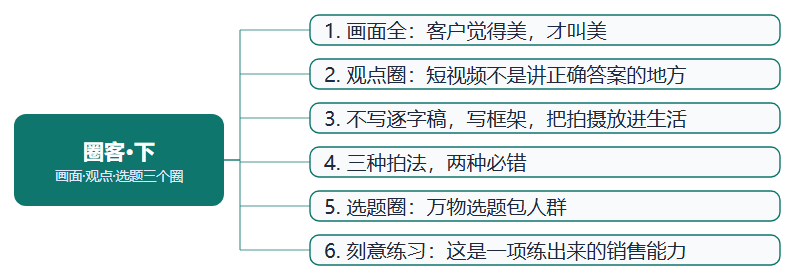 圈客·下
画面·观点·选题三个圈
1. 画面全：客户觉得美，才叫美
2. 观点圈：短视频不是讲正确答案的地方
3. 不写逐字稿，写框架，把拍摄放进生活
4. 三种拍法，两种必错
5. 选题圈：万物选题包人群
6. 刻意练习：这是一项练出来的销售能力